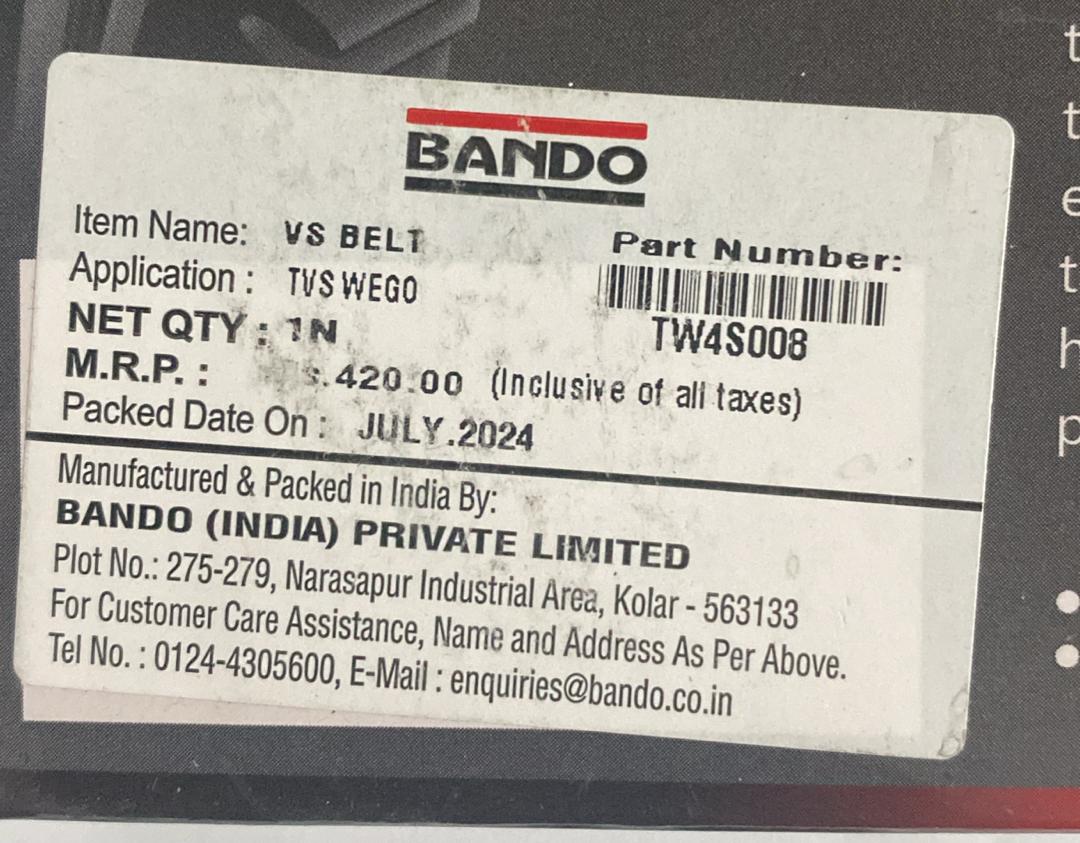 BANDO
Item Name: VS BELT
Part Number:
Application : TVS WEGO
TW4S008
NET QTY : 1N
M.R.P. : s.420.00 (Inclusive of all taxes)
Packed Date On : JULY.2024
Manufactured & Packed in India By:
BANDO (INDIA) PRIVATE LIMITED
Plot No.: 275-279, Narasapur Industrial Area, Kolar - 563133
For Customer Care Assistance, Name and Address As Per Above.
Tel No. : 0124-4305600, E-Mail : enquiries@bando.co.in